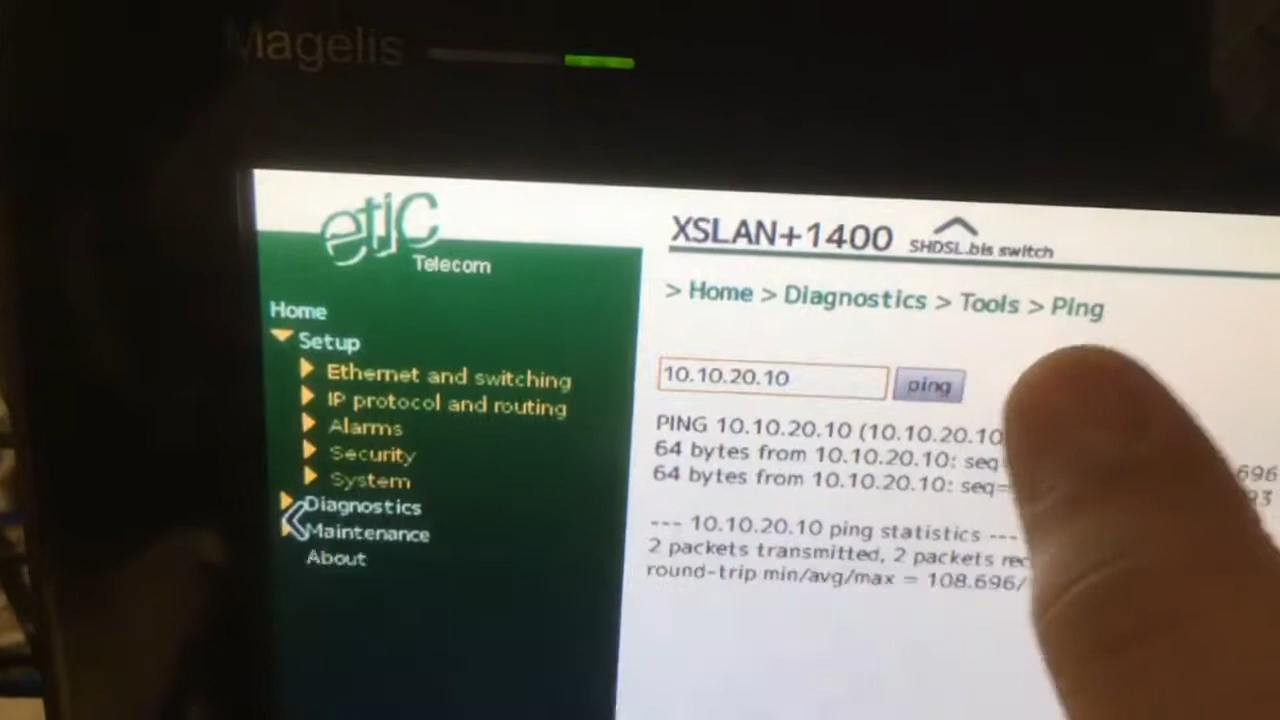 Magelis
etic
Telecom
XSLAN+1400 SHDSL.bis switch
> Home > Diagnostics > Tools > Ping
Home
Setup
Ethernet and switching
IP protocol and routing
Alarms
Security
System
Diagnostics
Maintenance
About
10.10.20.10 ping
PING 10.10.20.10 (10.10.20.10
64 bytes from 10.10.20.10: seq= 696
64 bytes from 10.10.20.10: seq= 93
--- 10.10.20.10 ping statistics ---
2 packets transmitted, 2 packets
round-trip min/avg/max = 108.696/